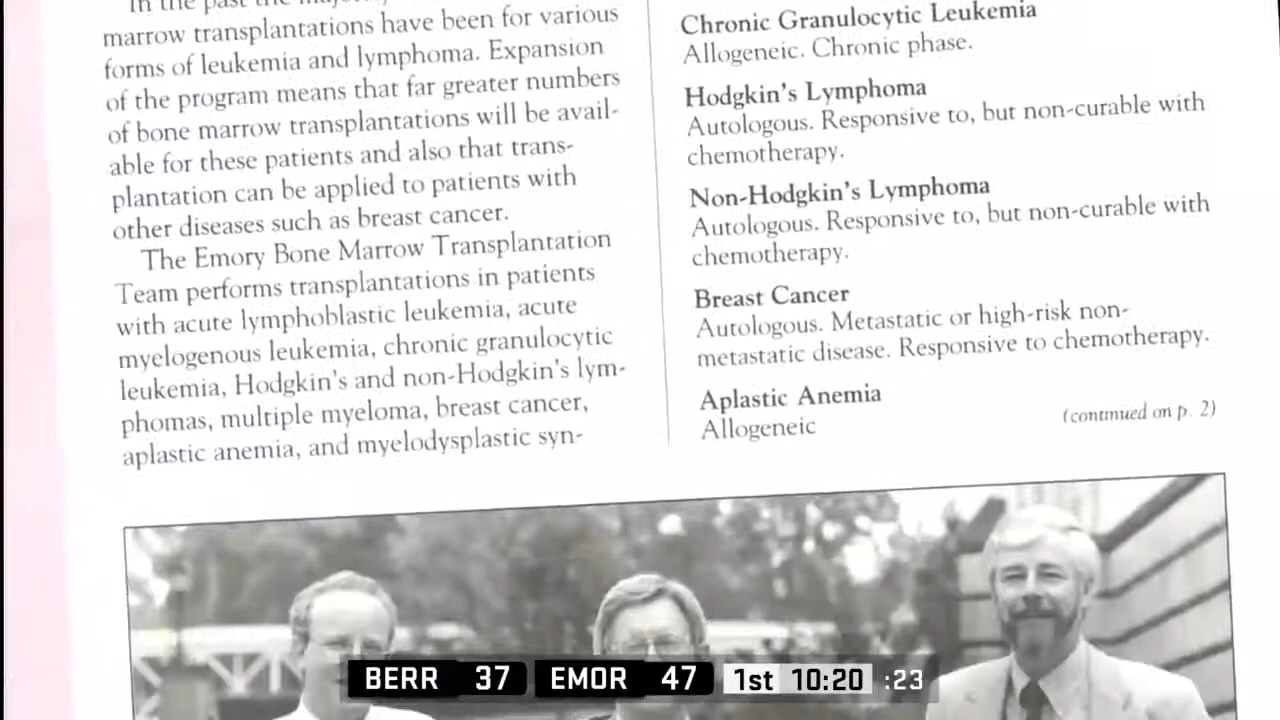 In the past the
marrow transplantations have been for various
forms of leukemia and lymphoma. Expansion
of the program means that far greater numbers
of bone marrow transplantations will be avail-
able for these patients and also that trans-
plantation can be applied to patients with
other diseases such as breast cancer.
The Emory Bone Marrow Transplantation
Team performs transplantations in patients
with acute lymphoblastic leukemia, acute
myelogenous leukemia, chronic granulocytic
leukemia, Hodgkin's and non-Hodgkin's lym-
phomas, multiple myeloma, breast cancer,
aplastic anemia, and myelodysplastic syn-
Chronic Granulocytic Leukemia
Allogeneic. Chronic phase.
Hodgkin's Lymphoma
Autologous. Responsive to, but non-curable with
chemotherapy.
Non-Hodgkin's Lymphoma
Autologous. Responsive to, but non-curable with
chemotherapy.
Breast Cancer
Autologous. Metastatic or high-risk non-
metastatic disease. Responsive to chemotherapy.
Aplastic Anemia
Allogeneic
(continued on p. 2)
BERR 37 EMOR 47 1st 10:20 :23